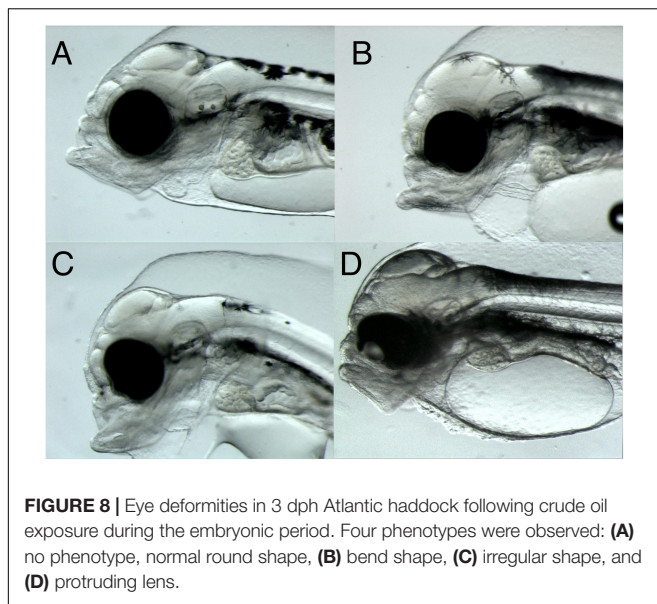 A
B
C
D
FIGURE 8 | Eye deformities in 3 dph Atlantic haddock following crude oil
exposure during the embryonic period. Four phenotypes were observed: (A)
no phenotype, normal round shape, (B) bend shape, (C) irregular shape, and
(D) protruding lens.